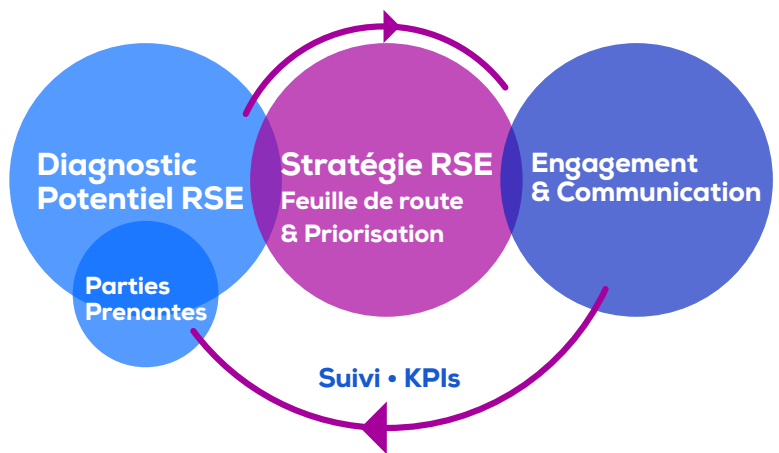 Diagnostic
Potentiel RSE
Parties
Prenantes
Stratégie RSE
Feuille de route
& Priorisation
Engagement
& Communication
Suivi • KPIs